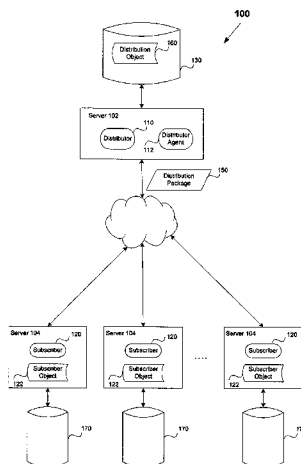 100
160
Distribution
Object
130
Server 102
110
Distributor
Distributor
Agent
112
150
Distribution
Package
Server 104
120
Subscriber
Subscriber
Object
122
170
Server 104
120
Subscriber
Subscriber
Object
122
170
....
Server 104
120
Subscriber
Subscriber
Object
122